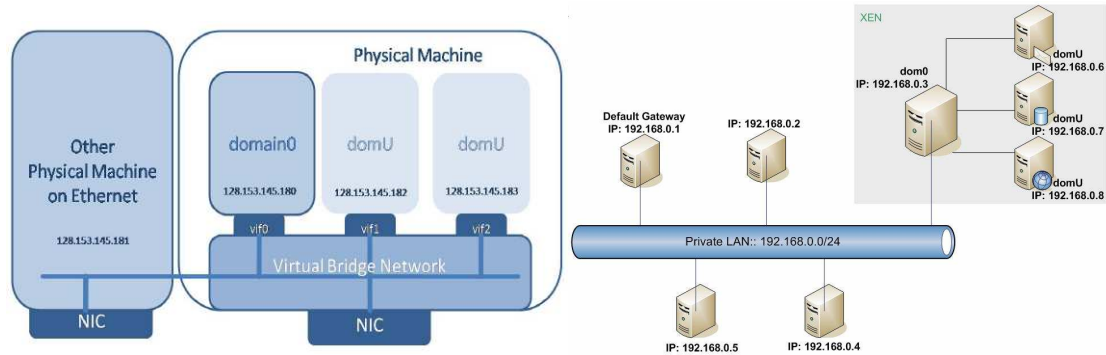 Physical Machine
Other
Physical Machine
on Ethernet
128.153.145.181
domain0
domU
domU
128.153.145.180
128.153.145.182
128.153.145.183
vif0
vif1
vif2
Virtual Bridge Network
NIC
NIC
XEN
domU
IP: 192.168.0.6
dom0
IP: 192.168.0.3
domU
IP: 192.168.0.7
domU
IP: 192.168.0.8
Default Gateway
IP: 192.168.0.1
IP: 192.168.0.2
Private LAN:: 192.168.0.0/24
IP: 192.168.0.5
IP: 192.168.0.4